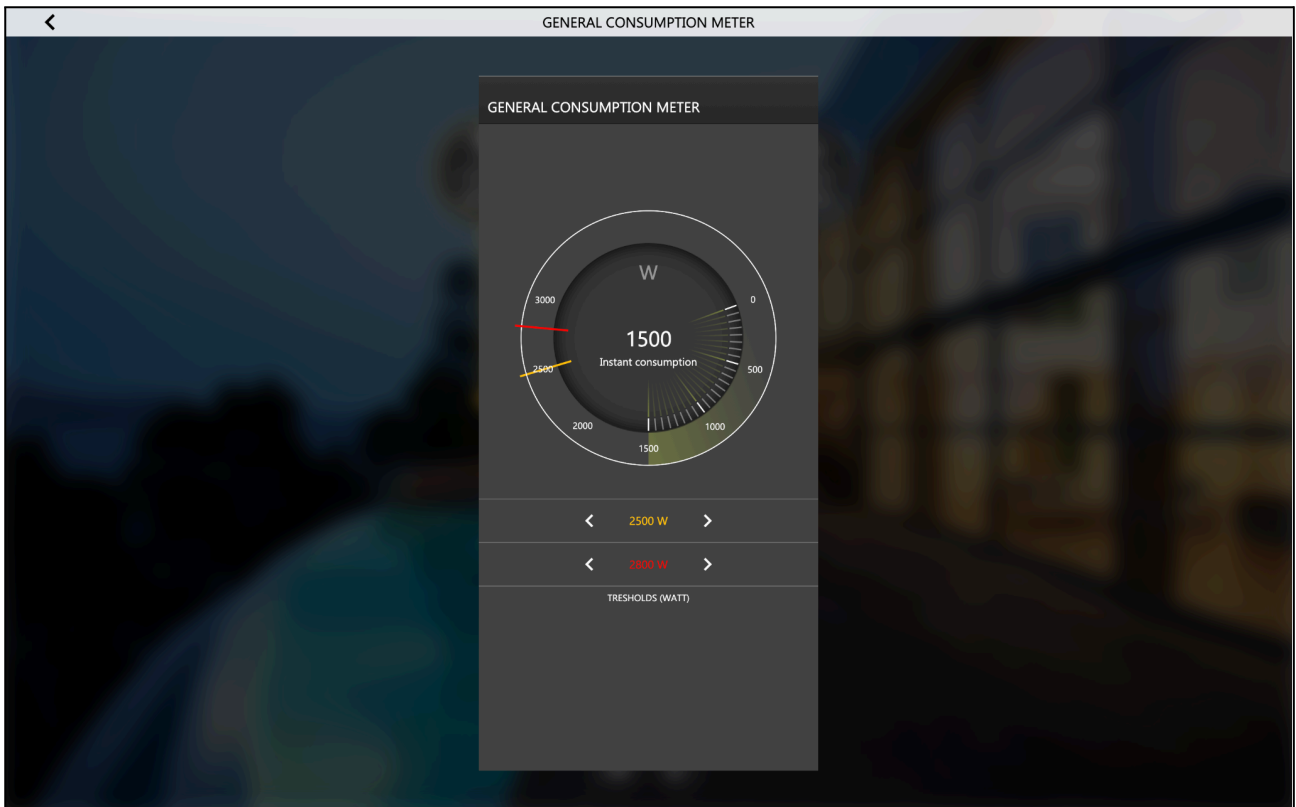 GENERAL CONSUMPTION METER
GENERAL CONSUMPTION METER
W
3000
0
1500
Instant consumption
2500
500
2000
1000
1500
2500 W
2800 W
TRESHOLDS (WATT)